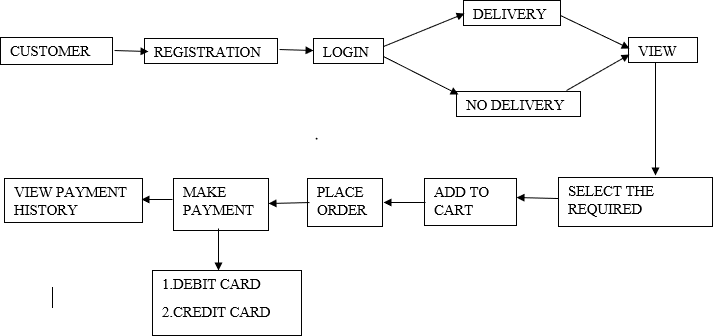 CUSTOMER
REGISTRATION
LOGIN
DELIVERY
NO DELIVERY
VIEW
SELECT THE
REQUIRED
ADD TO
CART
PLACE
ORDER
MAKE
PAYMENT
VIEW PAYMENT
HISTORY
1.DEBIT CARD
2.CREDIT CARD